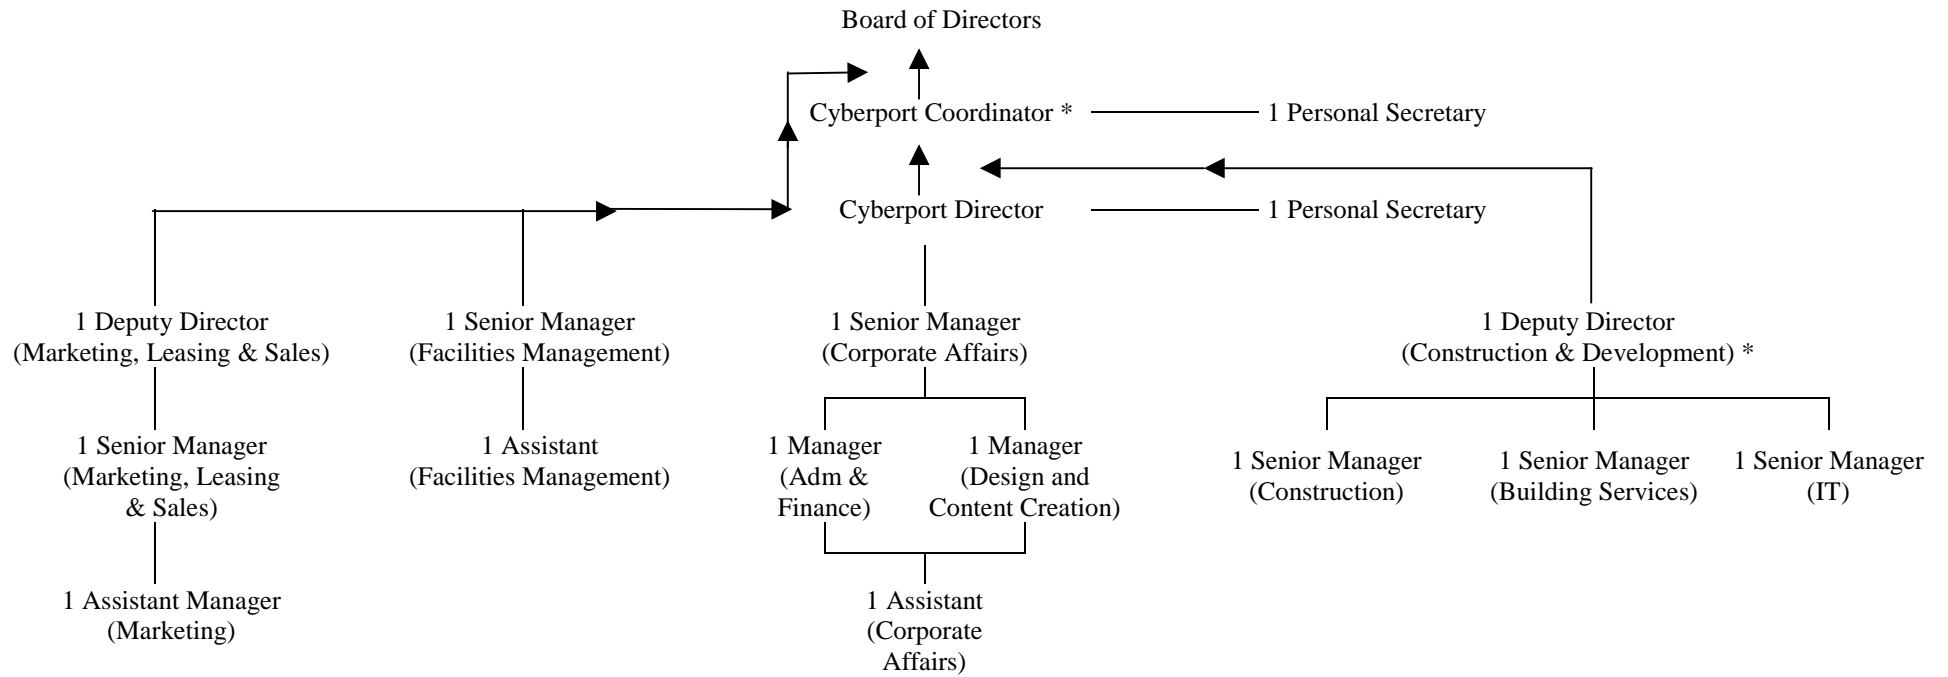 Board of Directors
Cyberport Coordinator *
1 Personal Secretary
Cyberport Director
1 Personal Secretary
1 Deputy Director
(Marketing, Leasing & Sales)
1 Senior Manager
(Facilities Management)
1 Senior Manager
(Corporate Affairs)
1 Deputy Director
(Construction & Development) *
1 Senior Manager
(Marketing, Leasing
& Sales)
1 Assistant
(Facilities Management)
1 Manager
(Adm &
Finance)
1 Manager
(Design and
Content Creation)
1 Senior Manager
(Construction)
1 Senior Manager
(Building Services)
1 Senior Manager
(IT)
1 Assistant Manager
(Marketing)
1 Assistant
(Corporate
Affairs)